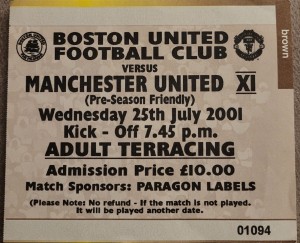 BOSTON UNITED
FOOTBALL CLUB
VERSUS
MANCHESTER UNITED XI
(Pre-Season Friendly)
Wednesday 25th July 2001
Kick - Off 7.45 p.m.
ADULT TERRACING
Admission Price £10.00
Match Sponsors: PARAGON LABELS
(Please Note: No Refund - If the match is not played.
It will be played another date.
01094
brown